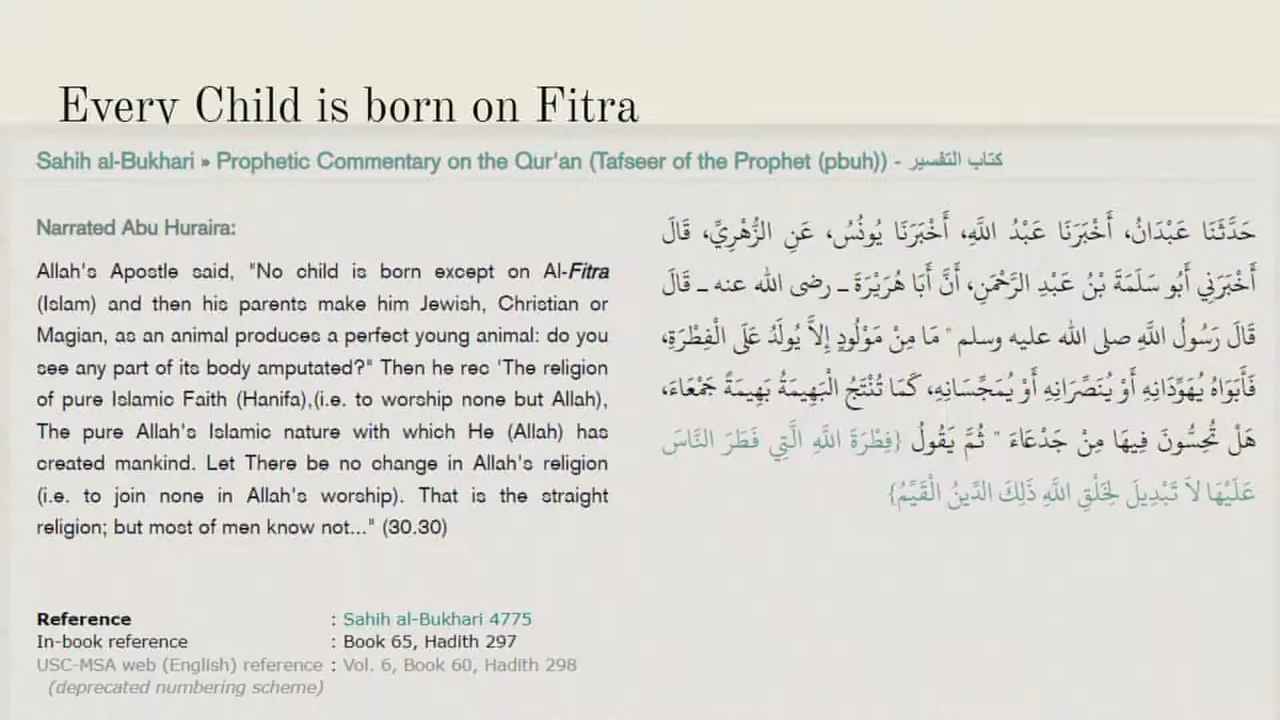 Every Child is born on Fitra
Sahih al-Bukhari » Prophetic Commentary on the Qur'an (Tafseer of the Prophet (pbuh)) - كتاب التفسير
Narrated Abu Huraira:
Allah's Apostle said, "No child is born except on Al-Fitra
(Islam) and then his parents make him Jewish, Christian or
Magian, as an animal produces a perfect young animal: do you
see any part of its body amputated?" Then he rec 'The religion
of pure Islamic Faith (Hanifa),(i.e. to worship none but Allah),
The pure Allah's Islamic nature with which He (Allah) has
created mankind. Let There be no change in Allah's religion
(i.e. to join none in Allah's worship). That is the straight
religion; but most of men know not..." (30.30)
حَدَّثَنَا عَبْدَانُ، أَخْبَرَنَا عَبْدُ اللَّهِ، أَخْبَرَنَا يُونُسُ، عَنِ الزُّهْرِيِّ، قَالَ
أَخْبَرَنِي أَبُو سَلَمَةَ بْنُ عَبْدِ الرَّحْمَنِ، أَنَّ أَبَا هُرَيْرَةَ ـ رضى الله عنه ـ قَالَ
قَالَ رَسُولُ اللَّهِ صلى الله عليه وسلم " مَا مِنْ مَوْلُودٍ إِلاَّ يُولَدُ عَلَى الْفِطْرَةِ،
فَأَبَوَاهُ يُهَوِّدَانِهِ أَوْ يُنَصِّرَانِهِ أَوْ يُمَجِّسَانِهِ، كَمَا تُنْتَجُ الْبَهِيمَةُ بَهِيمَةً جَمْعَاءَ،
هَلْ تُحِسُّونَ فِيهَا مِنْ جَدْعَاءَ " ثُمَّ يَقُولُ {فِطْرَةَ اللَّهِ الَّتِي فَطَرَ النَّاسَ
عَلَيْهَا لاَ تَبْدِيلَ لِخَلْقِ اللَّهِ ذَلِكَ الدِّينُ الْقَيِّمُ}
Reference : Sahih al-Bukhari 4775
In-book reference : Book 65, Hadith 297
USC-MSA web (English) reference : Vol. 6, Book 60, Hadith 298
(deprecated numbering scheme)